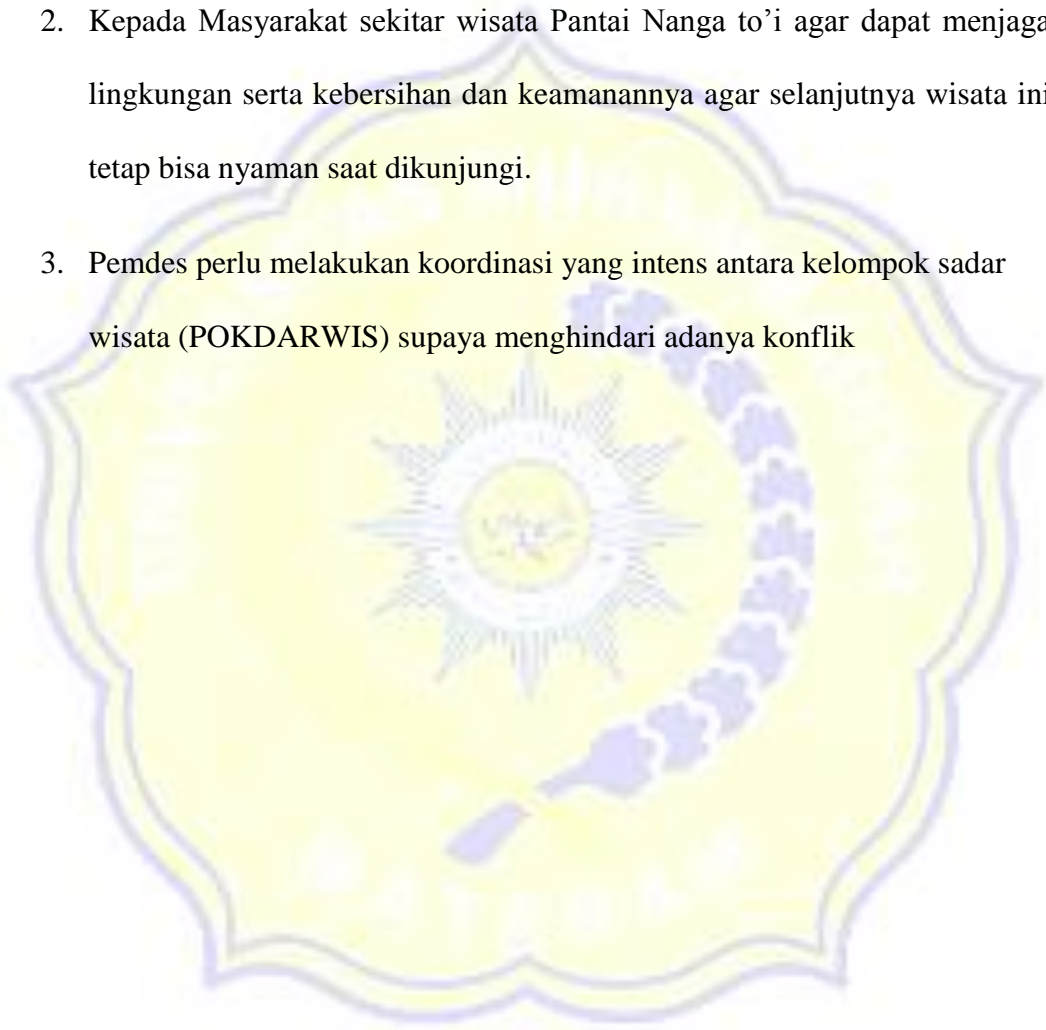 2. Kepada Masyarakat sekitar wisata Pantai Nanga to’i agar dapat menjaga
lingkungan serta kebersihan dan keamanannya agar selanjutnya wisata ini
tetap bisa nyaman saat dikunjungi.
3. Pemdes perlu melakukan koordinasi yang intens antara kelompok sadar
wisata (POKDARWIS) supaya menghindari adanya konflik
MATARAM